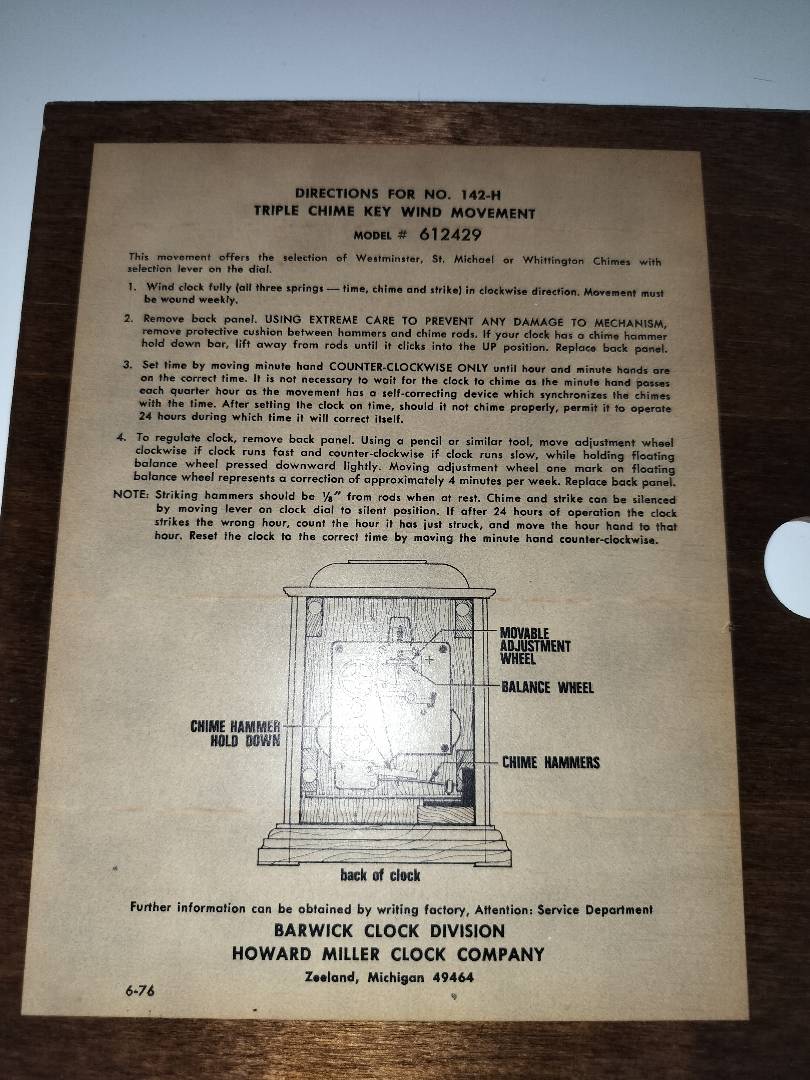 DIRECTIONS FOR NO. 142-H
TRIPLE CHIME KEY WIND MOVEMENT
MODEL # 612429
This movement offers the selection of Westminster, St. Michael or Whittington Chimes with
selection lever on the dial.
1. Wind clock fully (all three springs — time, chime and strike) in clockwise direction. Movement must
be wound weekly.
2. Remove back panel. USING EXTREME CARE TO PREVENT ANY DAMAGE TO MECHANISM,
remove protective cushion between hammers and chime rods. If your clock has a chime hammer
hold down bar, lift away from rods until it clicks into the UP position. Replace back panel.
3. Set time by moving minute hand COUNTER-CLOCKWISE ONLY until hour and minute hands are
on the correct time. It is not necessary to wait for the clock to chime as the minute hand passes
each quarter hour as the movement has a self-correcting device which synchronizes the chimes
with the time. After setting the clock on time, should it not chime properly, permit it to operate
24 hours during which time it will correct itself.
4. To regulate clock, remove back panel. Using a pencil or similar tool, move adjustment wheel
clockwise if clock runs fast and counter-clockwise if clock runs slow, while holding floating
balance wheel pressed downward lightly. Moving adjustment wheel one mark on floating
balance wheel represents a correction of approximately 4 minutes per week. Replace back panel.
NOTE: Striking hammers should be ⅛" from rods when at rest. Chime and strike can be silenced
by moving lever on clock dial to silent position. If after 24 hours of operation the clock
strikes the wrong hour, count the hour it has just struck, and move the hour hand to that
hour. Reset the clock to the correct time by moving the minute hand counter-clockwise.
MOVABLE
ADJUSTMENT
WHEEL
BALANCE WHEEL
CHIME HAMMER
HOLD DOWN
CHIME HAMMERS
back of clock
Further information can be obtained by writing factory, Attention: Service Department
BARWICK CLOCK DIVISION
HOWARD MILLER CLOCK COMPANY
Zeeland, Michigan 49464
6-76